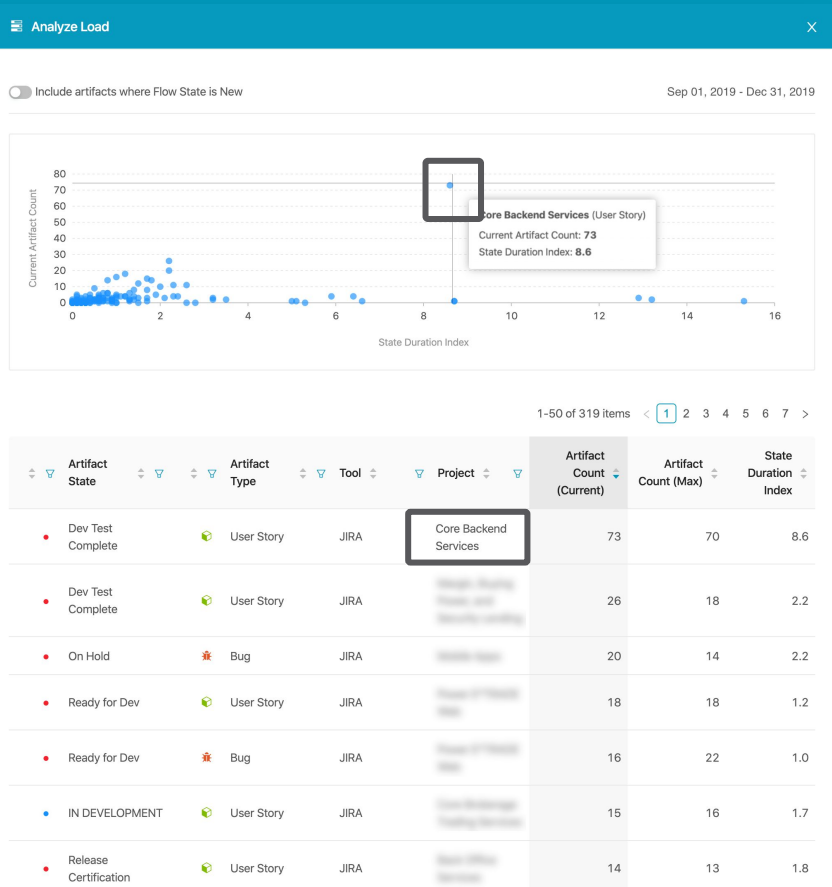 Analyze Load
Include artifacts where Flow State is New
Sep 01, 2019 - Dec 31, 2019
80
70
60
50
40
30
20
10
0
Current Artifact Count
0 2 4 6 8 10 12 14 16
State Duration Index
Core Backend Services (User Story)
Current Artifact Count: 73
State Duration Index: 8.6
1-50 of 319 items < 1 2 3 4 5 6 7 >
Artifact State
Artifact Type
Tool
Project
Artifact Count (Current)
Artifact Count (Max)
State Duration Index
Dev Test Complete User Story JIRA Core Backend Services 73 70 8.6
Dev Test Complete User Story JIRA 26 18 2.2
On Hold Bug JIRA 20 14 2.2
Ready for Dev User Story JIRA 18 18 1.2
Ready for Dev Bug JIRA 16 22 1.0
IN DEVELOPMENT User Story JIRA 15 16 1.7
Release Certification User Story JIRA 14 13 1.8